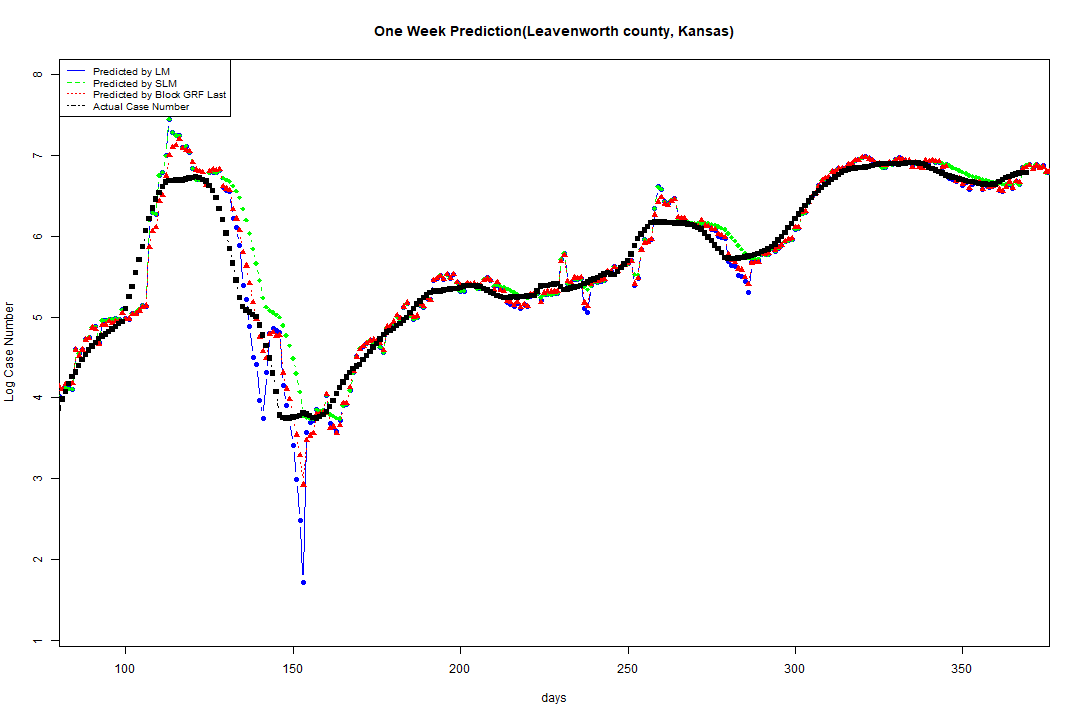 One Week Prediction(Leavenworth county, Kansas)
Predicted by LM
Predicted by SLM
Predicted by Block GRF Last
Actual Case Number
Log Case Number
8
7
6
5
4
3
2
1
100 150 200 250 300 350
days